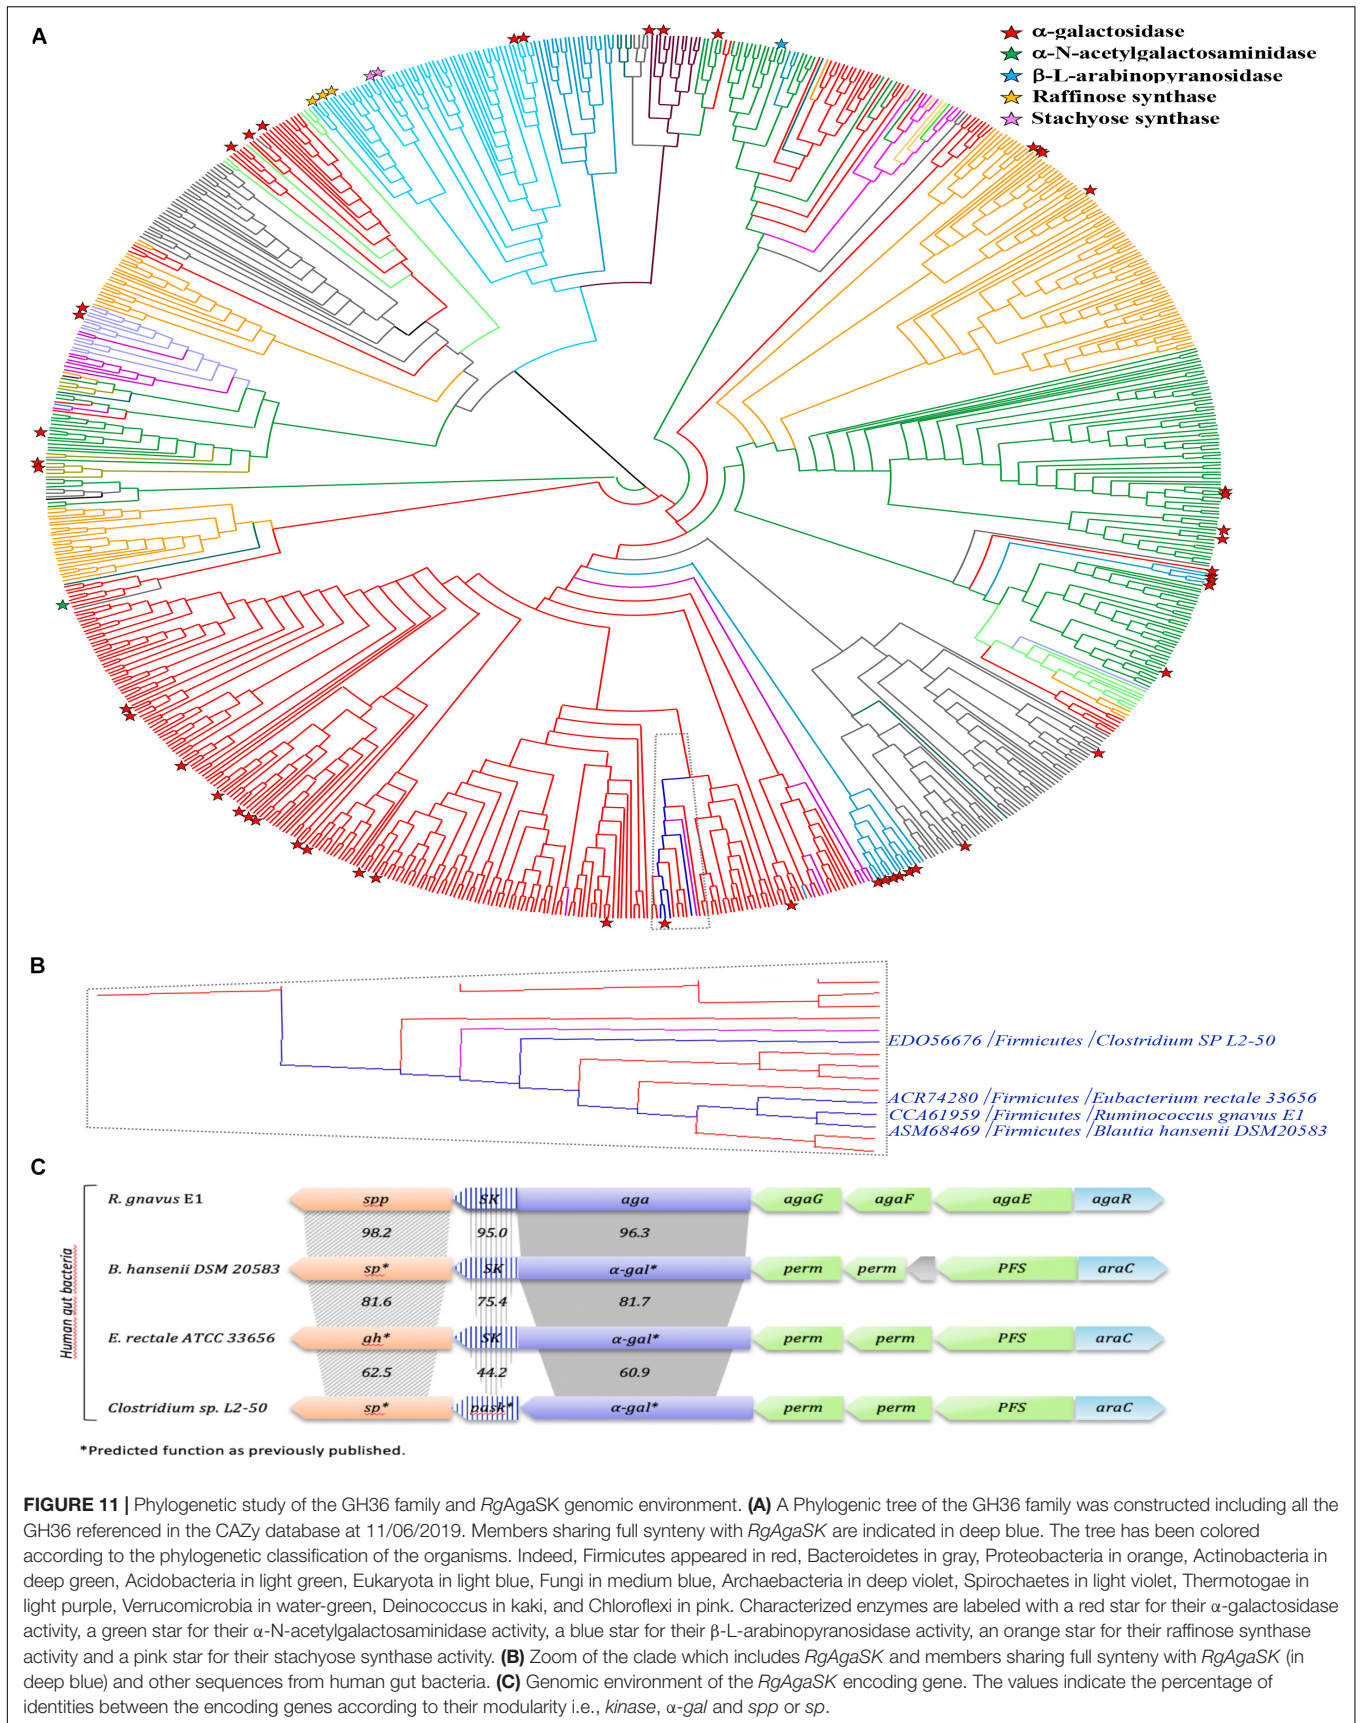 A
α-galactosidase
α-N-acetylgalactosaminidase
β-L-arabinopyranosidase
Raffinose synthase
Stachyose synthase
B
EDO56676 /Firmicutes /Clostridium SP L2-50
ACR74280 /Firmicutes /Eubacterium rectale 33656
CCA61959 /Firmicutes /Ruminococcus gnavus E1
ASM68469 /Firmicutes /Blautia hansenii DSM20583
C
Human gut bacteria
R. gnavus E1 spp SK aga agaG agaF agaE agaR
98.2 95.0 96.3
B. hansenii DSM 20583 sp* SK α-gal* perm perm PFS araC
81.6 75.4 81.7
E. rectale ATCC 33656 gh* SK α-gal* perm perm PFS araC
62.5 44.2 60.9
Clostridium sp. L2-50 sp* pask* α-gal* perm perm PFS araC
*Predicted function as previously published.
FIGURE 11 | Phylogenetic study of the GH36 family and RgAgaSK genomic environment. (A) A Phylogenic tree of the GH36 family was constructed including all the
GH36 referenced in the CAZy database at 11/06/2019. Members sharing full synteny with RgAgaSK are indicated in deep blue. The tree has been colored
according to the phylogenetic classification of the organisms. Indeed, Firmicutes appeared in red, Bacteroidetes in gray, Proteobacteria in orange, Actinobacteria in
deep green, Acidobacteria in light green, Eukaryota in light blue, Fungi in medium blue, Archaebacteria in deep violet, Spirochaetes in light violet, Thermotogae in
light purple, Verrucomicrobia in water-green, Deinococcus in kaki, and Chloroflexi in pink. Characterized enzymes are labeled with a red star for their α-galactosidase
activity, a green star for their α-N-acetylgalactosaminidase activity, a blue star for their β-L-arabinopyranosidase activity, an orange star for their raffinose synthase
activity and a pink star for their stachyose synthase activity. (B) Zoom of the clade which includes RgAgaSK and members sharing full synteny with RgAgaSK (in
deep blue) and other sequences from human gut bacteria. (C) Genomic environment of the RgAgaSK encoding gene. The values indicate the percentage of
identities between the encoding genes according to their modularity i.e., kinase, α-gal and spp or sp.